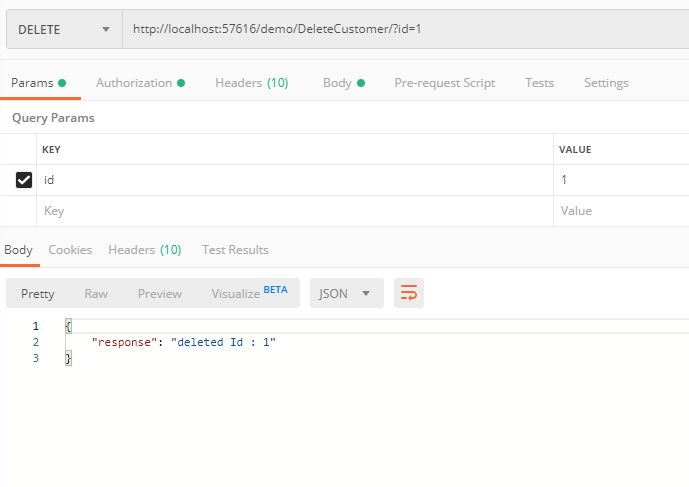 DELETE http://localhost:57616/demo/DeleteCustomer/?id=1
Params Authorization Headers (10) Body Pre-request Script Tests Settings
Query Params
KEY VALUE
id 1
Key Value
Body Cookies Headers (10) Test Results
Pretty Raw Preview Visualize BETA JSON
1 {
2 "response": "deleted Id : 1"
3 }